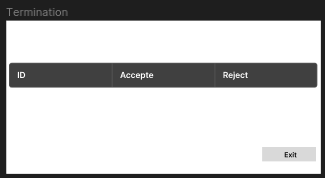 Termination
ID Accepte Reject
Exit